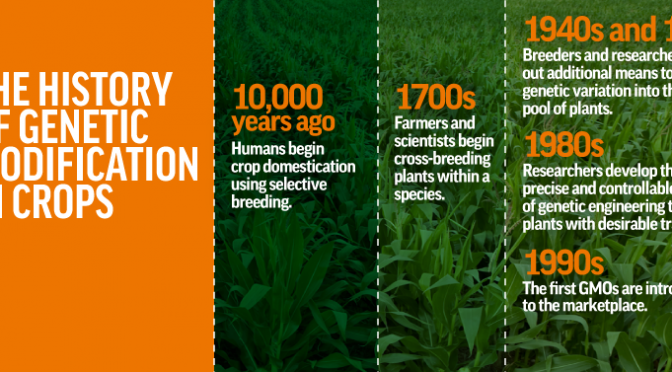 HE HISTORY
F GENETIC
ODIFICATION
N CROPS
10,000
years ago
Humans begin
crop domestication
using selective
breeding.
1700s
Farmers and
scientists begin
cross-breeding
plants within a
species.
1940s and 1
Breeders and researche
out additional means to
genetic variation into th
pool of plants.
1980s
Researchers develop th
precise and controllable
of genetic engineering t
plants with desirable tr
1990s
The first GMOs are intro
to the marketplace.